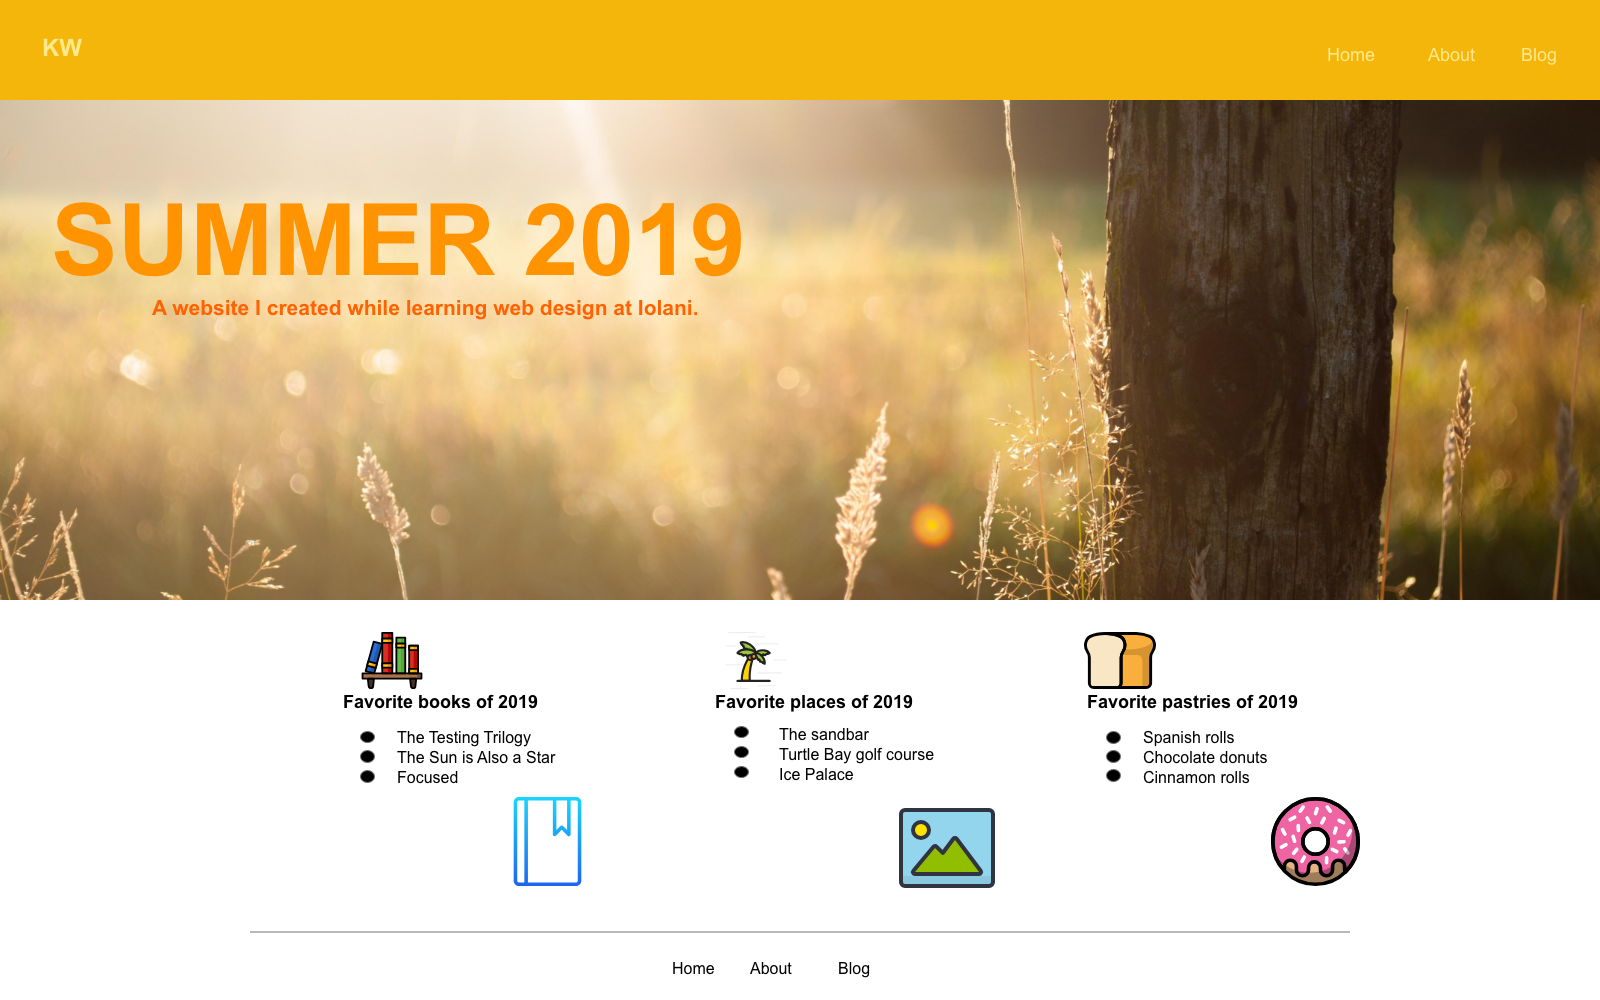 KW
Home About Blog
SUMMER 2019
A website I created while learning web design at Iolani.
Favorite books of 2019
The Testing Trilogy
The Sun is Also a Star
Focused
Favorite places of 2019
The sandbar
Turtle Bay golf course
Ice Palace
Favorite pastries of 2019
Spanish rolls
Chocolate donuts
Cinnamon rolls
Home About Blog